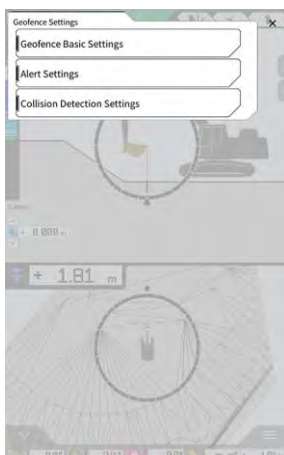 Geofence Settings
×
Geofence Basic Settings
Alert Settings
Collision Detection Settings
+ 0.000 m
+ 1.81 m